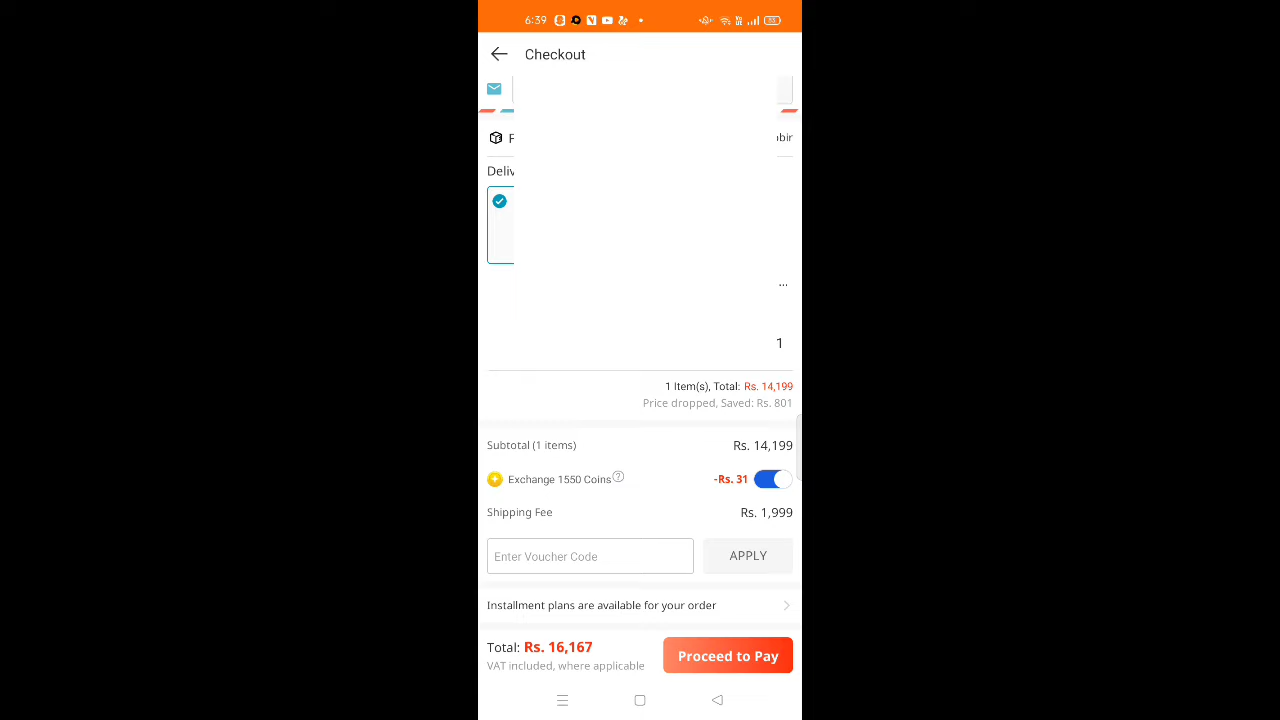 6:39
Checkout
Deliv
...
1
1 Item(s), Total: Rs. 14,199
Price dropped, Saved: Rs. 801
Subtotal (1 items) Rs. 14,199
Exchange 1550 Coins ? -Rs. 31
Shipping Fee Rs. 1,999
Enter Voucher Code APPLY
Installment plans are available for your order
Total: Rs. 16,167
VAT included, where applicable
Proceed to Pay